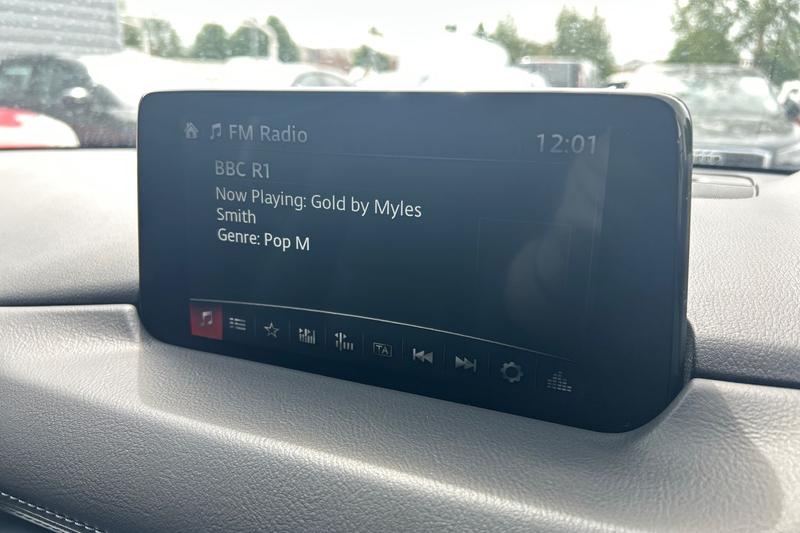 FM Radio
12:01
BBC R1
Now Playing: Gold by Myles
Smith
Genre: Pop M
TA